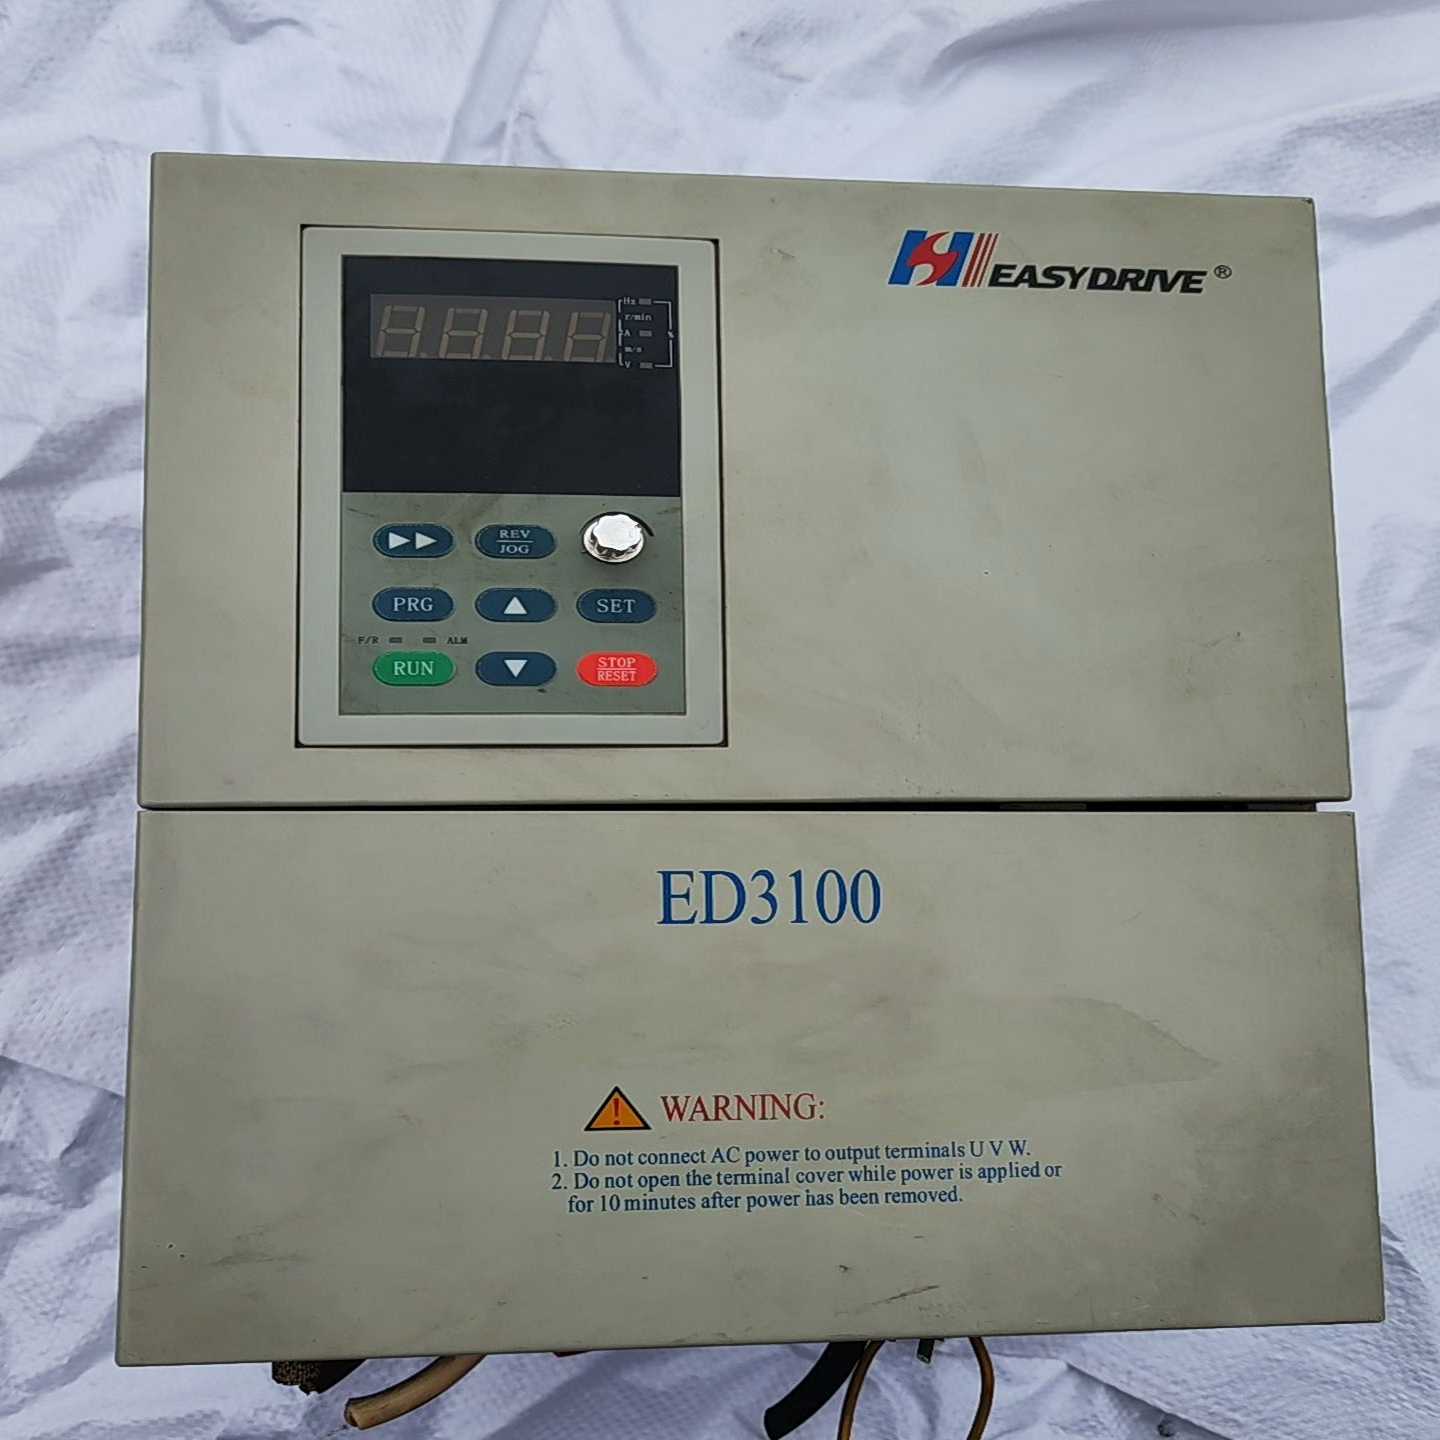 EASYDRIVE®
Hz
r/min
A %
m/s
V
REV
JOG
PRG
SET
F/R ALM
RUN
STOP
RESET
ED3100
WARNING:
1. Do not connect AC power to output terminals U V W.
2. Do not open the terminal cover while power is applied or
for 10 minutes after power has been removed.